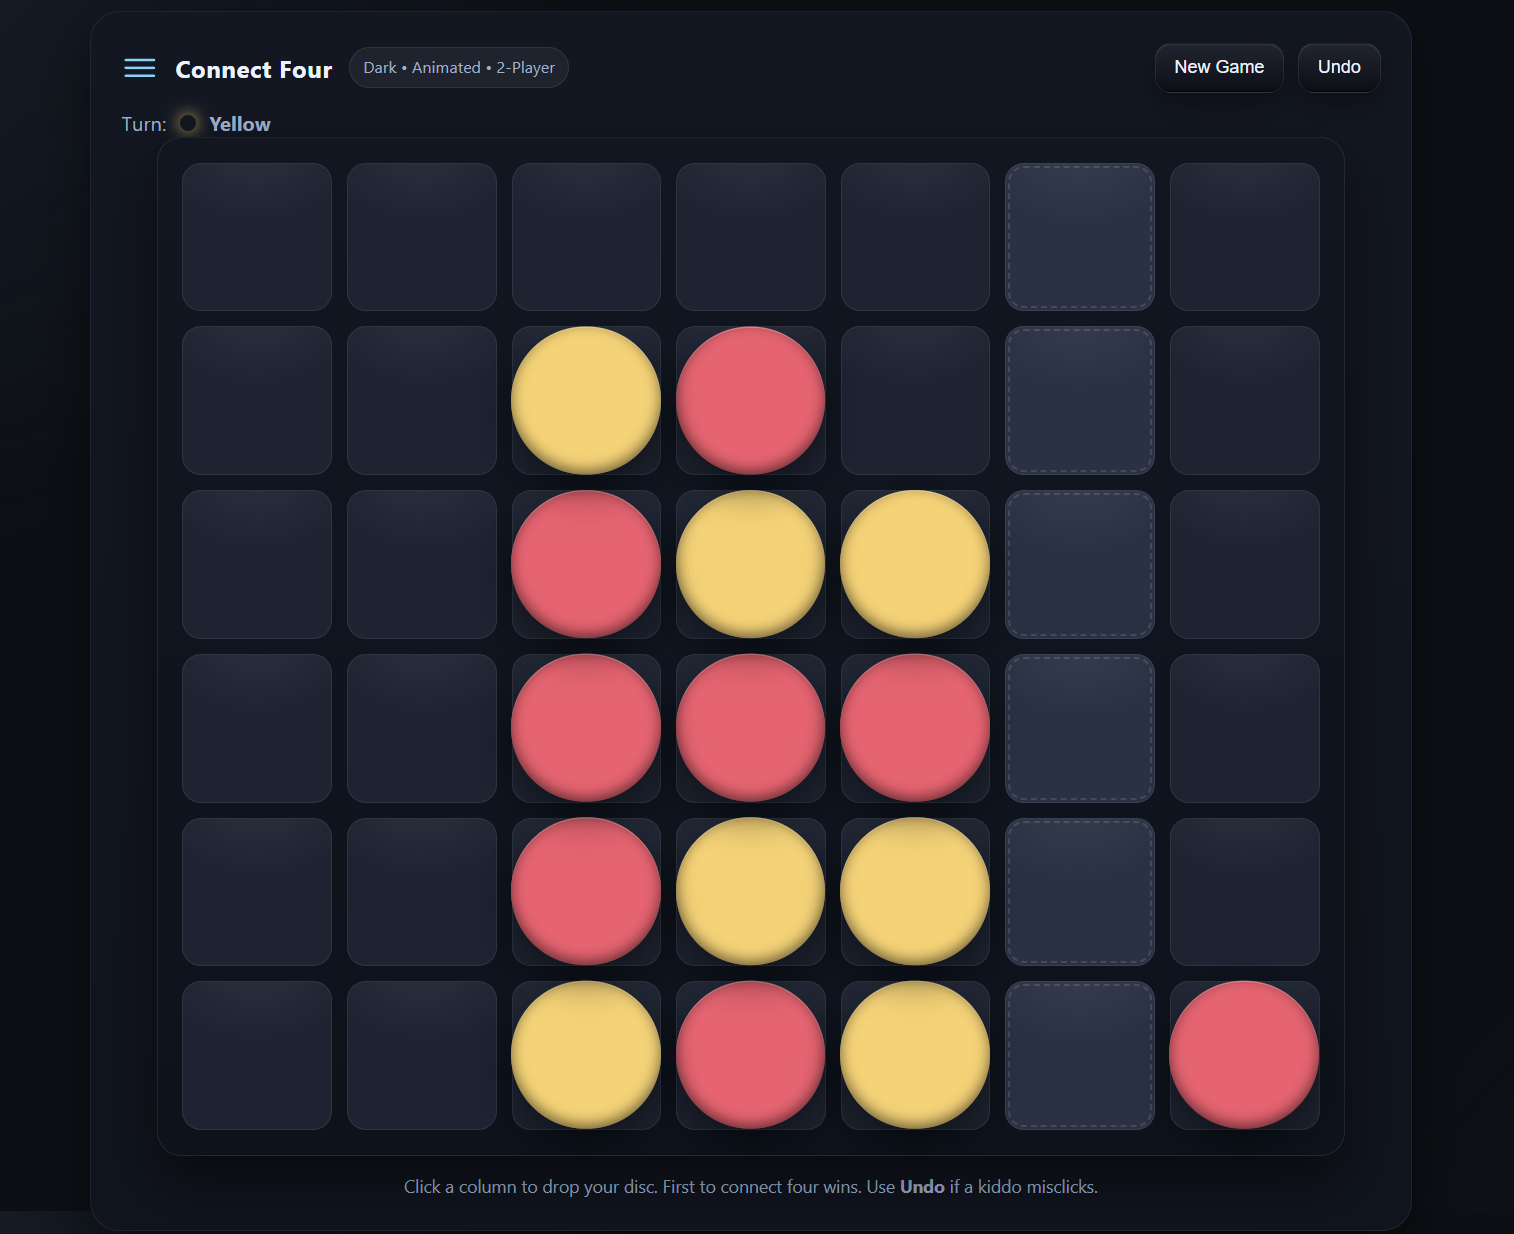 Connect Four
Dark • Animated • 2-Player
New Game
Undo
Turn: Yellow
Click a column to drop your disc. First to connect four wins. Use Undo if a kiddo misclicks.